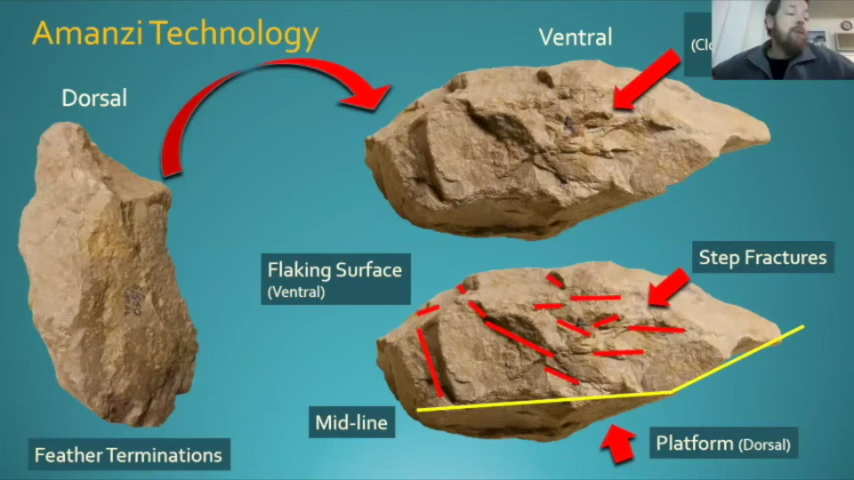 Amanzi Technology
Ventral
Dorsal
Flaking Surface
(Ventral)
Step Fractures
Mid-line
Platform (Dorsal)
Feather Terminations